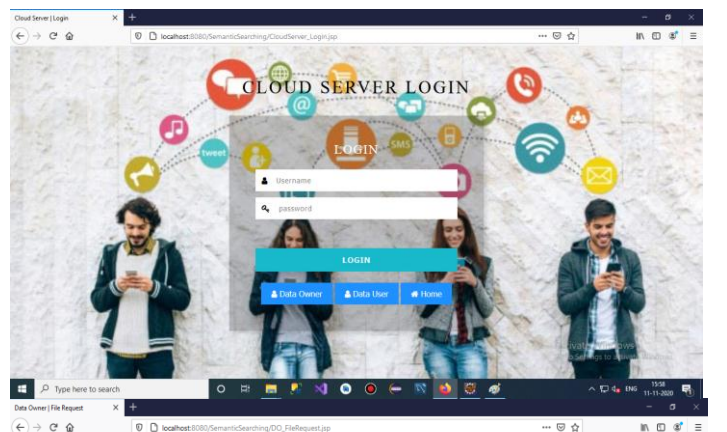 Cloud Server | Login
localhost:8080/SemanticSearching/CloudServer_Login.jsp
CLOUD SERVER LOGIN
@
LOGIN
SMS
tweet
Username
password
LOGIN
Data Owner
Data User
Home
Type here to search
ENG
15:58
11-11-2020
Data Owner | File Request
localhost:8080/SemanticSearching/DO_FileRequest.jsp